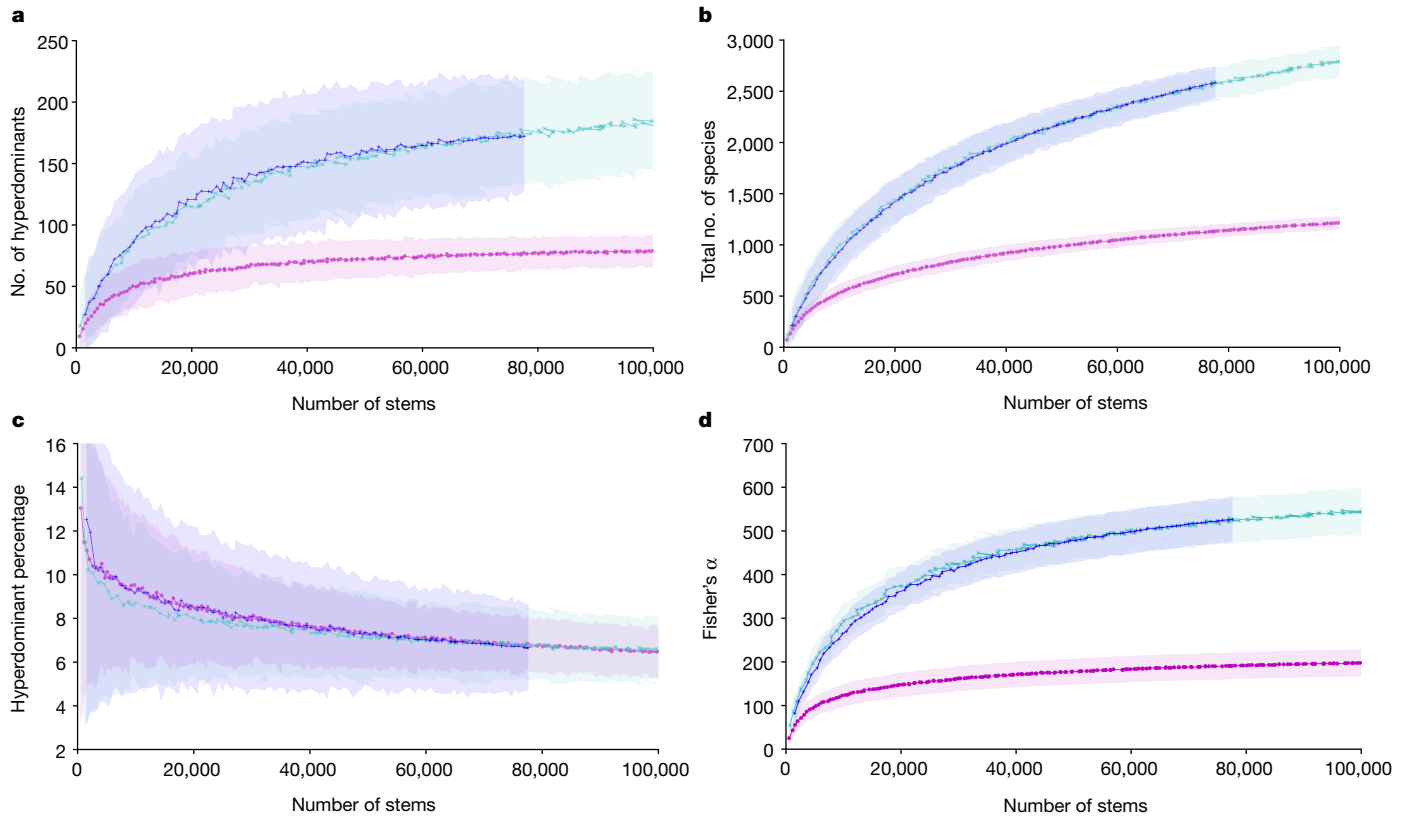 a
250
200
150
100
50
0
No. of hyperdominants
0 20,000 40,000 60,000 80,000 100,000
Number of stems
b
3,000
2,500
2,000
1,500
1,000
500
0
Total no. of species
0 20,000 40,000 60,000 80,000 100,000
Number of stems
c
16
14
12
10
8
6
4
2
Hyperdominant percentage
0 20,000 40,000 60,000 80,000 100,000
Number of stems
d
700
600
500
400
300
200
100
0
Fisher's α
0 20,000 40,000 60,000 80,000 100,000
Number of stems